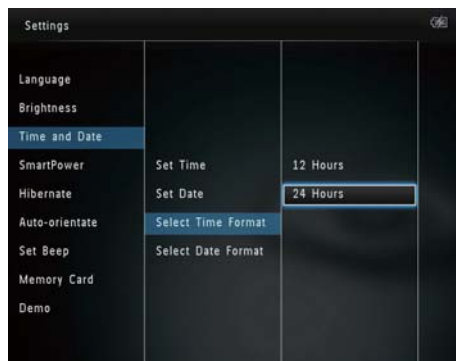 Settings
Language
Brightness
Time and Date
SmartPower
Hibernate
Auto-orientate
Set Beep
Memory Card
Demo
Set Time
Set Date
Select Time Format
Select Date Format
12 Hours
24 Hours